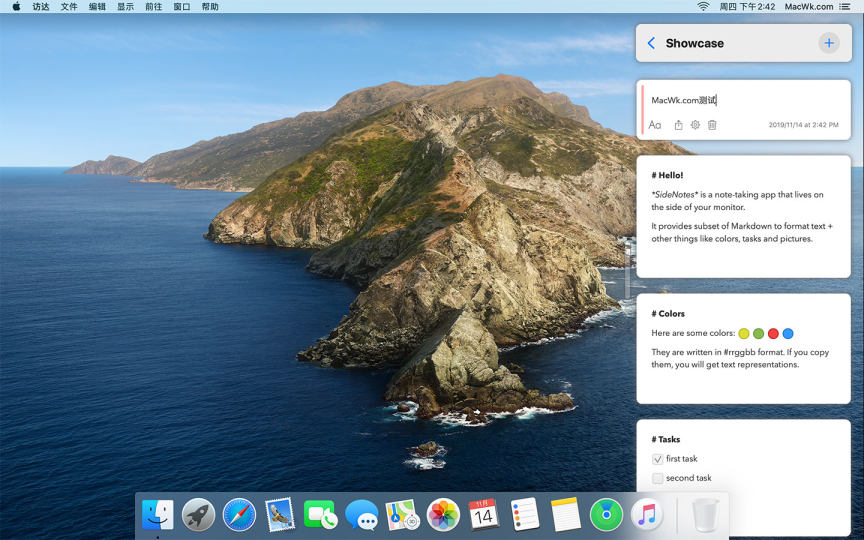 访达 文件 编辑 显示 前往 窗口 帮助 周四 下午2:42 MacWk.com
Showcase
MacWk.com测试
Aa 2019/11/14 at 2:42 PM
# Hello!
*SideNotes* is a note-taking app that lives on
the side of your monitor.
It provides subset of Markdown to format text +
other things like colors, tasks and pictures.
# Colors
Here are some colors:
They are written in #rrggbb format. If you copy
them, you will get text representations.
# Tasks
first task
second task
11月
14
3D